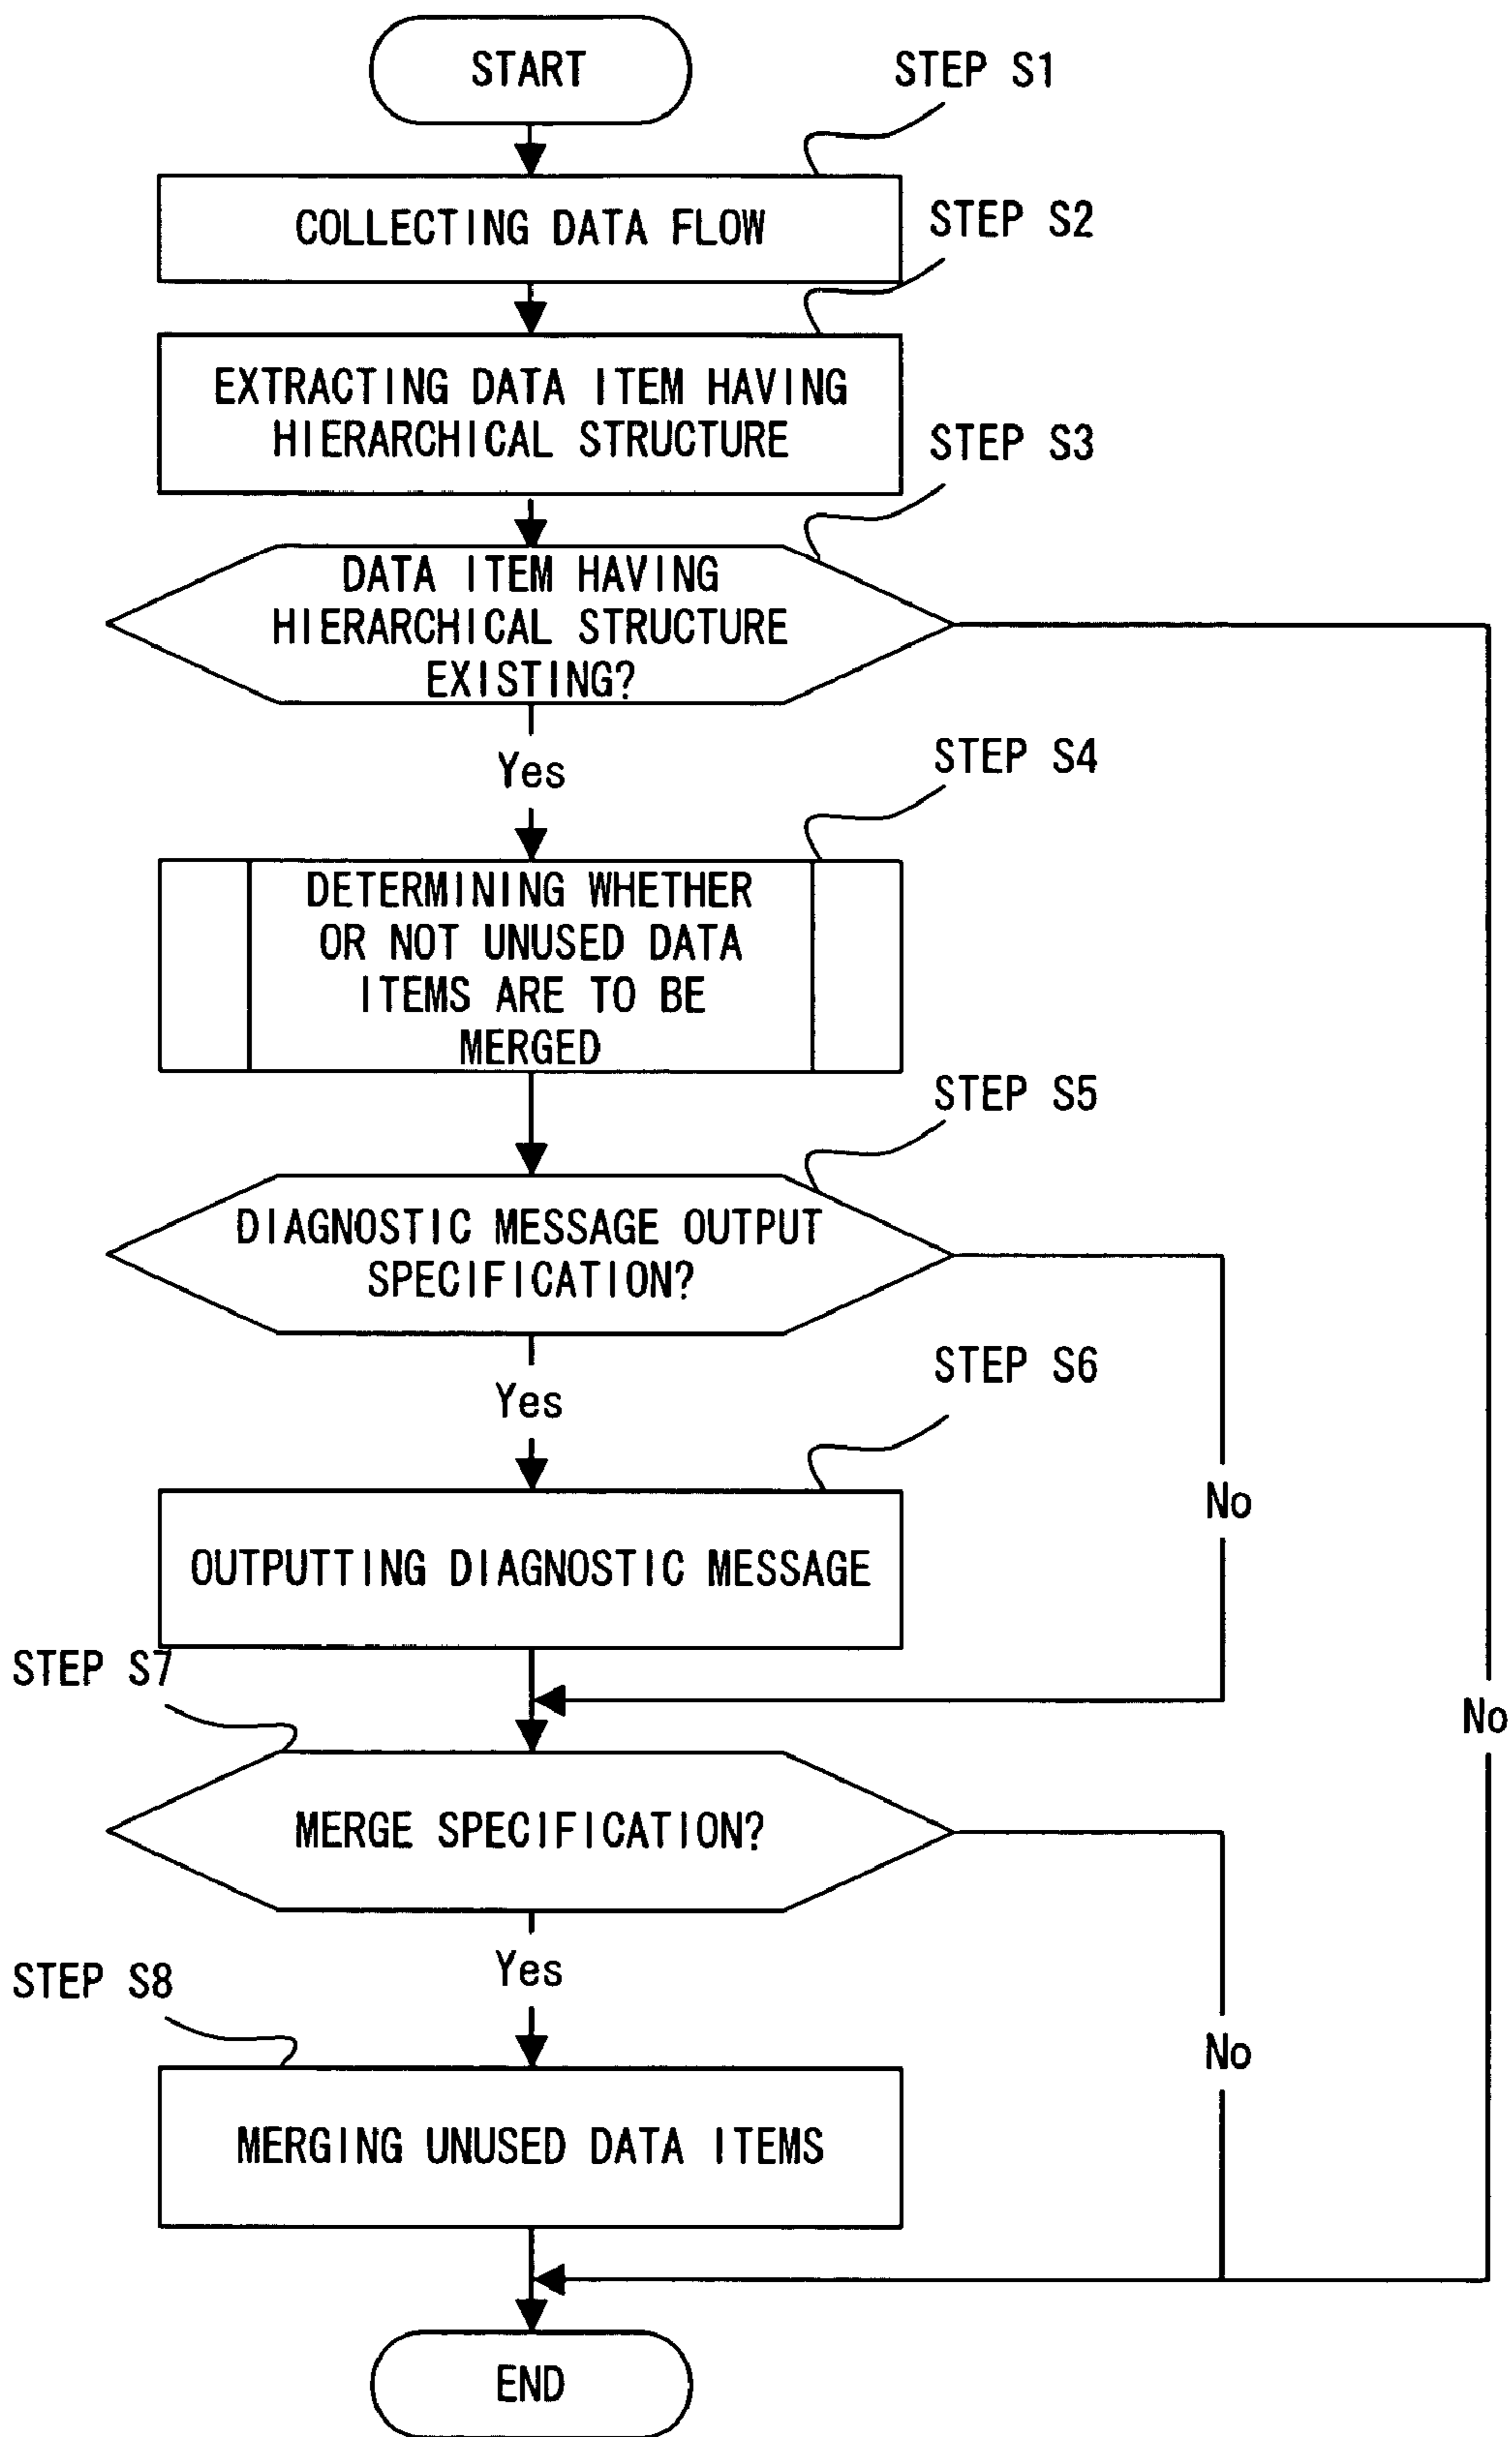 START
STEP S1
COLLECTING DATA FLOW
STEP S2
EXTRACTING DATA ITEM HAVING
HIERARCHICAL STRUCTURE
STEP S3
DATA ITEM HAVING
HIERARCHICAL STRUCTURE
EXISTING?
Yes
STEP S4
DETERMINING WHETHER
OR NOT UNUSED DATA
ITEMS ARE TO BE
MERGED
STEP S5
DIAGNOSTIC MESSAGE OUTPUT
SPECIFICATION?
STEP S6
Yes
No
OUTPUTTING DIAGNOSTIC MESSAGE
STEP S7
No
MERGE SPECIFICATION?
Yes
STEP S8
No
MERGING UNUSED DATA ITEMS
END